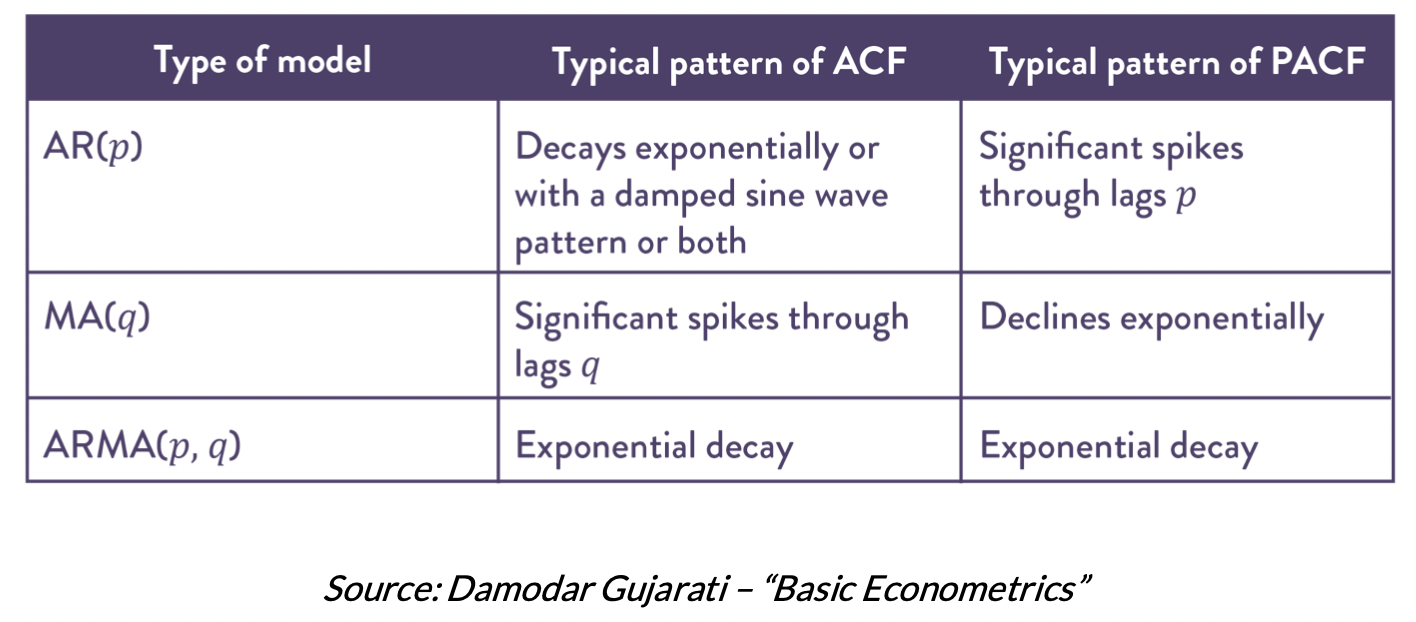 Type of model
Typical pattern of ACF
Typical pattern of PACF
AR(p)
Decays exponentially or
with a damped sine wave
pattern or both
Significant spikes
through lags p
MA(q)
Significant spikes through
lags q
Declines exponentially
ARMA(p, q)
Exponential decay
Exponential decay
Source: Damodar Gujarati – “Basic Econometrics”